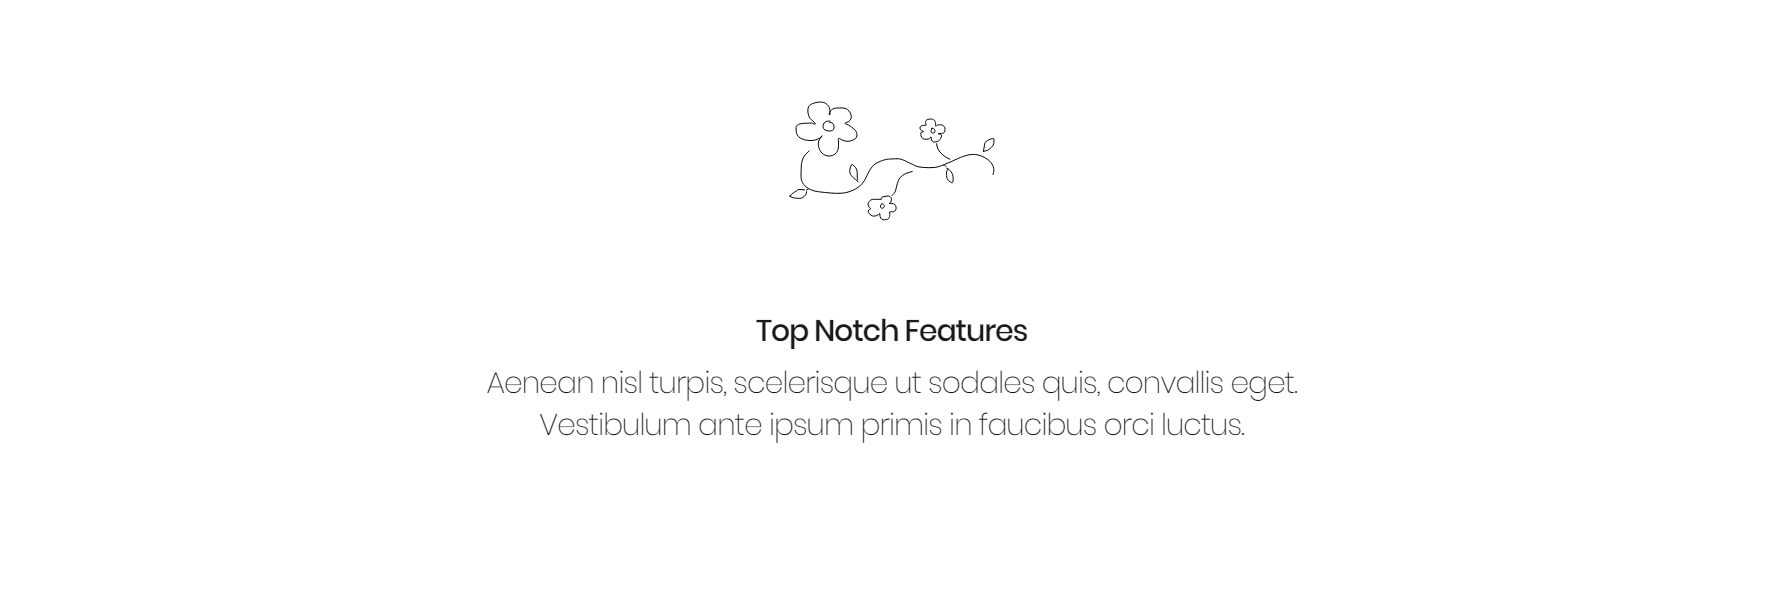 Top Notch Features
Aenean nisl turpis, scelerisque ut sodales quis, convallis eget.
Vestibulum ante ipsum primis in faucibus orci luctus.